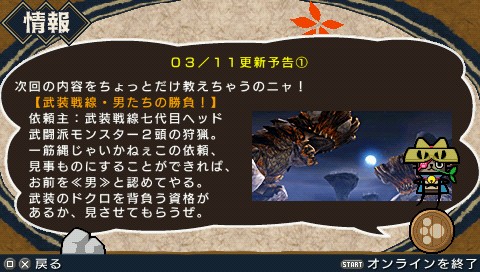 情報
03/11更新予告①
次回の内容をちょっとだけ教えちゃうのニャ!
【武装戦線・男たちの勝負!】
依頼主:武装戦線七代目ヘッド
武闘派モンスター2頭の狩猟。
一筋縄じゃいかねぇこの依頼、
見事ものにすることができれば、
お前を≪男≫と認めてやる。
武装のドクロを背負う資格が
あるか、見させてもらうぜ。
戻る
START オンラインを終了